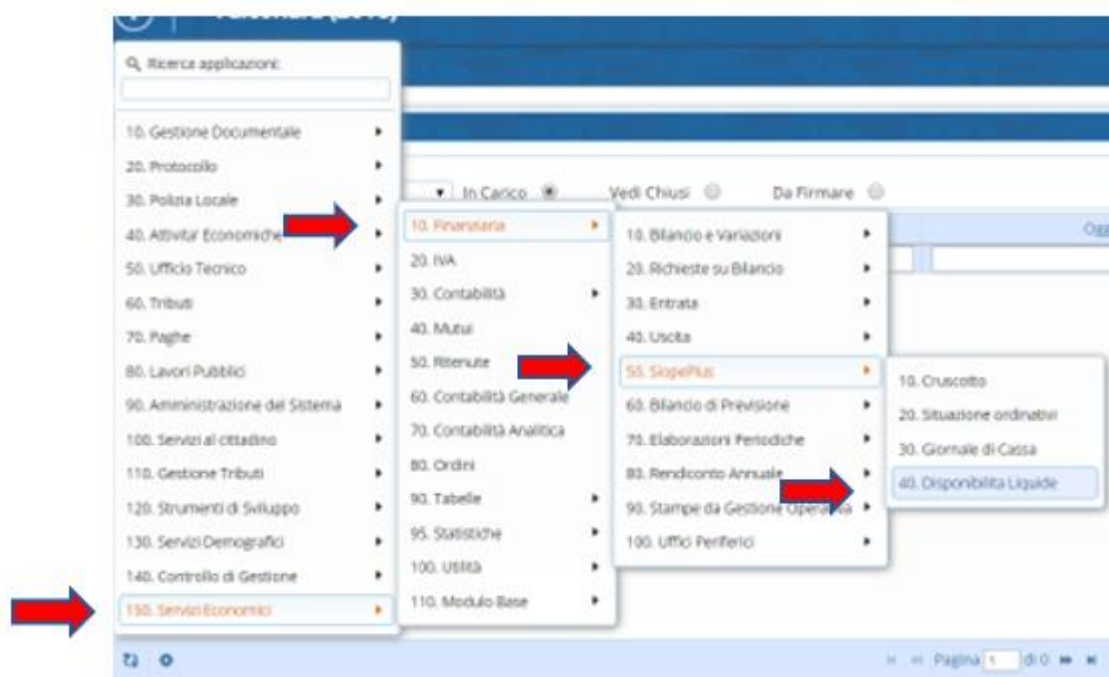 Ricerca applicazioni:
10. Gestione Documentale
20. Protocollo
30. Polizia Locale
40. Attivita' Economiche
50. Ufficio Tecnico
60. Tributi
70. Paghe
80. Lavori Pubblici
90. Amministrazione del Sistema
100. Servizi al cittadino
110. Gestione Tributi
120. Strumenti di Sviluppo
130. Servizi Demografici
140. Controllo di Gestione
150. Servizi Economici
In Carico
Vedi Chiusi
Da Firmare
10. Finanziaria
20. IVA
30. Contabilità
40. Mutui
50. Ritenute
60. Contabilità Generale
70. Contabilità Analitica
80. Ordini
90. Tabelle
95. Statistiche
100. Utilità
110. Modulo Base
10. Bilancio e Variazioni
20. Richieste su Bilancio
30. Entrata
40. Uscita
50. SiopePlus
60. Bilancio di Previsione
70. Elaborazioni Periodiche
80. Rendiconto Annuale
90. Stampe da Gestione Operativa
100. Uffici Periferici
10. Cruscotto
20. Situazione ordinativi
30. Giornale di Cassa
40. Disponibilita Liquide
Pagina 1 di 0